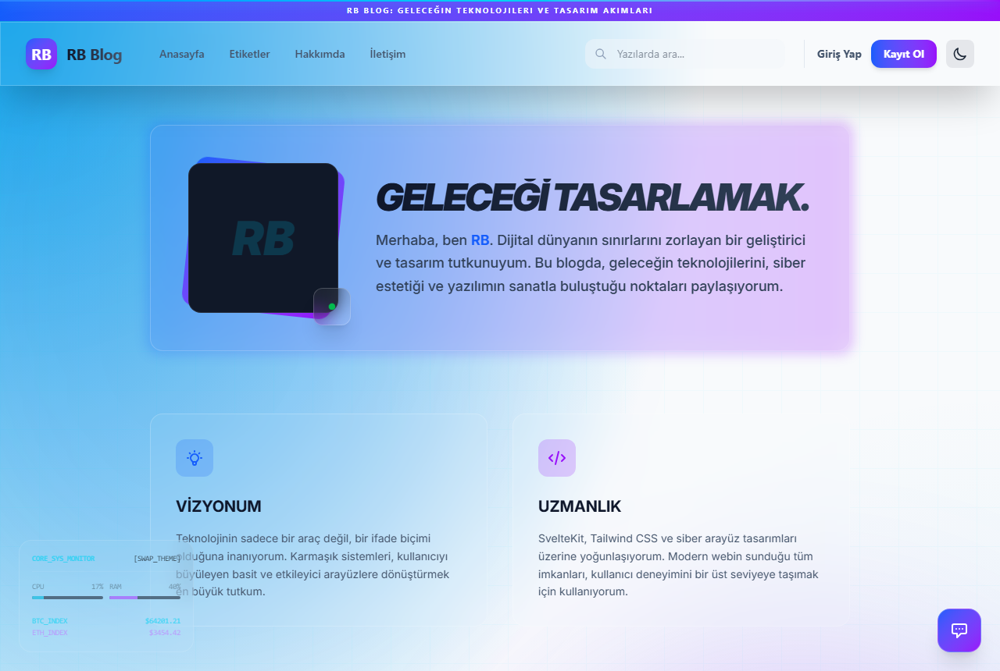 RB BLOG: GELECEĞİN TEKNOLOJILERI VE TASARIM AKIMLARI
RB
RB Blog
Anasayfa
Etiketler
Hakkımda
İletişim
Yazılarda ara...
Giriş Yap
Kayıt Ol
RB
GELECEĞİ TASARLAMAK.
Merhaba, ben RB. Dijital dünyanın sınırlarını zorlayan bir geliştirici
ve tasarım tutkunuyum. Bu blogda, geleceğin teknolojilerini, siber
estetiği ve yazılımın sanatla buluştuğu noktaları paylaşıyorum.
VİZYONUM
Teknolojinin sadece bir araç değil, bir ifade biçimi
olduğuna inanıyorum. Karmaşık sistemleri, kullanıcıyı
büyüleyen basit ve etkileyici arayüzlere dönüştürmek
en büyük tutkum.
UZMANLIK
SvelteKit, Tailwind CSS ve siber arayüz tasarımları
üzerine yoğunlaşıyorum. Modern webin sunduğu tüm
imkanları, kullanıcı deneyimini bir üst seviyeye taşımak
için kullanıyorum.
CORE_SYS_MONITOR
[SWAP_THEME]
CPU 17% RAM 40%
BTC_INDEX $64201.21
ETH_INDEX $3454.42